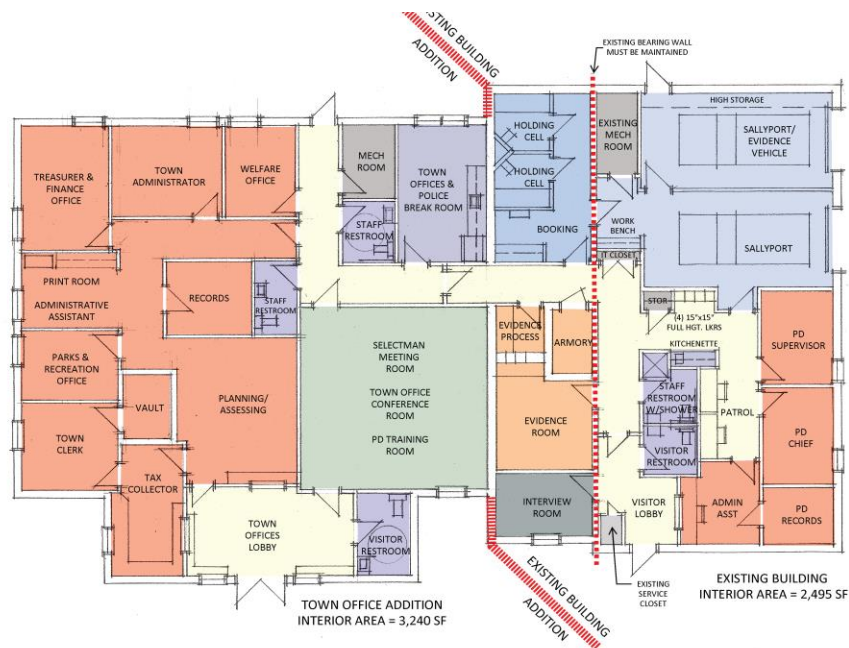 EXISTING BUILDING
ADDITION
EXISTING BEARING WALL
MUST BE MAINTAINED
TREASURER &
FINANCE
OFFICE
TOWN
ADMINISTRATOR
WELFARE
OFFICE
MECH
ROOM
TOWN
OFFICES &
POLICE
BREAK ROOM
STAFF
RESTROOM
HOLDING
CELL
HOLDING
CELL
BOOKING
EXISTING
MECH
ROOM
WORK
BENCH
IT CLOSET
HIGH STORAGE
SALLYPORT/
EVIDENCE
VEHICLE
SALLYPORT
PRINT ROOM
ADMINISTRATIVE
ASSISTANT
RECORDS
STAFF
RESTROOM
PARKS &
RECREATION
OFFICE
VAULT
TOWN
CLERK
TAX
COLLECTOR
PLANNING/
ASSESSING
SELECTMAN
MEETING
ROOM
TOWN OFFICE
CONFERENCE
ROOM
PD TRAINING
ROOM
EVIDENCE
PROCESS
ARMORY
EVIDENCE
ROOM
INTERVIEW
ROOM
STOR
(4) 15"x15"
FULL HGT. LKRS
KITCHENETTE
STAFF
RESTROOM
W/SHOWER
VISITOR
RESTROOM
PATROL
PD
SUPERVISOR
PD
CHIEF
PD
RECORDS
ADMIN
ASST
VISITOR
LOBBY
TOWN
OFFICES
LOBBY
VISITOR
RESTROOM
EXISTING
SERVICE
CLOSET
EXISTING BUILDING
ADDITION
TOWN OFFICE ADDITION
INTERIOR AREA = 3,240 SF
EXISTING BUILDING
INTERIOR AREA = 2,495 SF